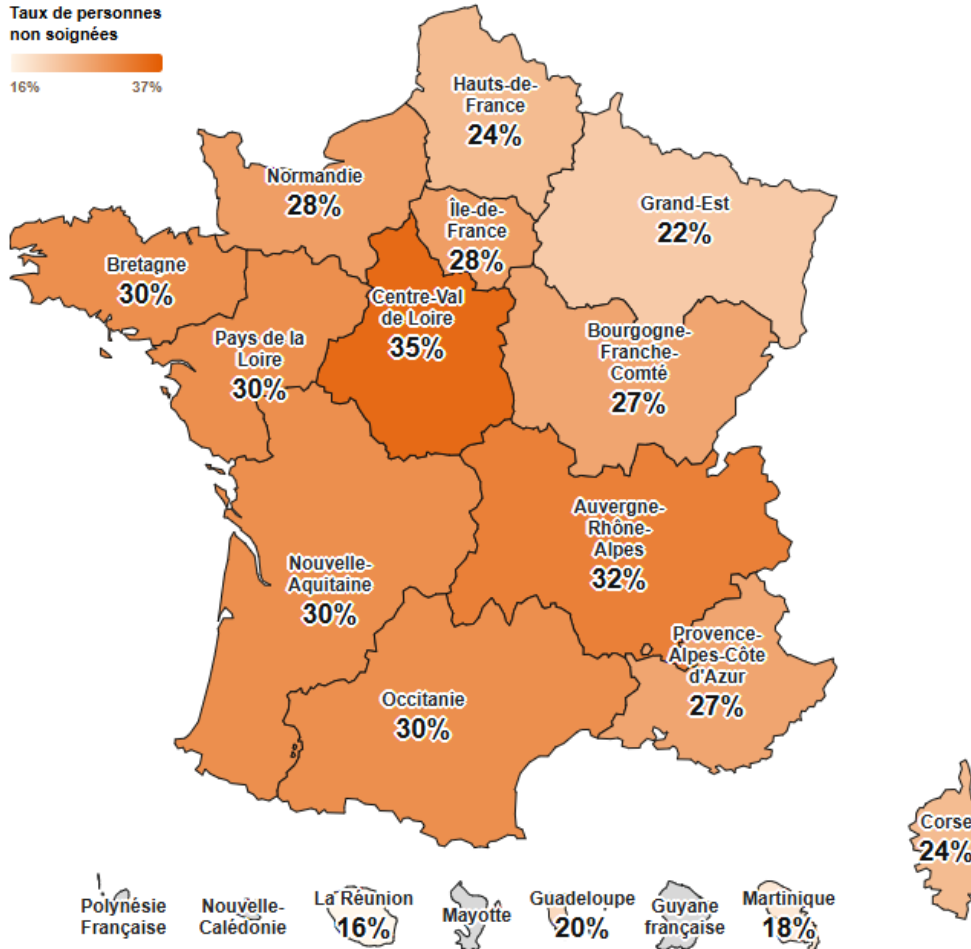 Taux de personnes
non soignées
16%
37%
Hauts-de-
France
24%
Normandie
28%
Île-de-
France
28%
Grand-Est
22%
Bretagne
30%
Pays de la
Loire
30%
Centre-Val
de Loire
35%
Bourgogne-
Franche-
Comté
27%
Auvergne-
Rhône-
Alpes
32%
Nouvelle-
Aquitaine
30%
Provence-
Alpes-Côte
d'Azur
27%
Occitanie
30%
Corse
24%
Polynésie
Française
Nouvelle-
Calédonie
La Réunion
16%
Mayotte
Guadeloupe
20%
Guyane
française
Martinique
18%